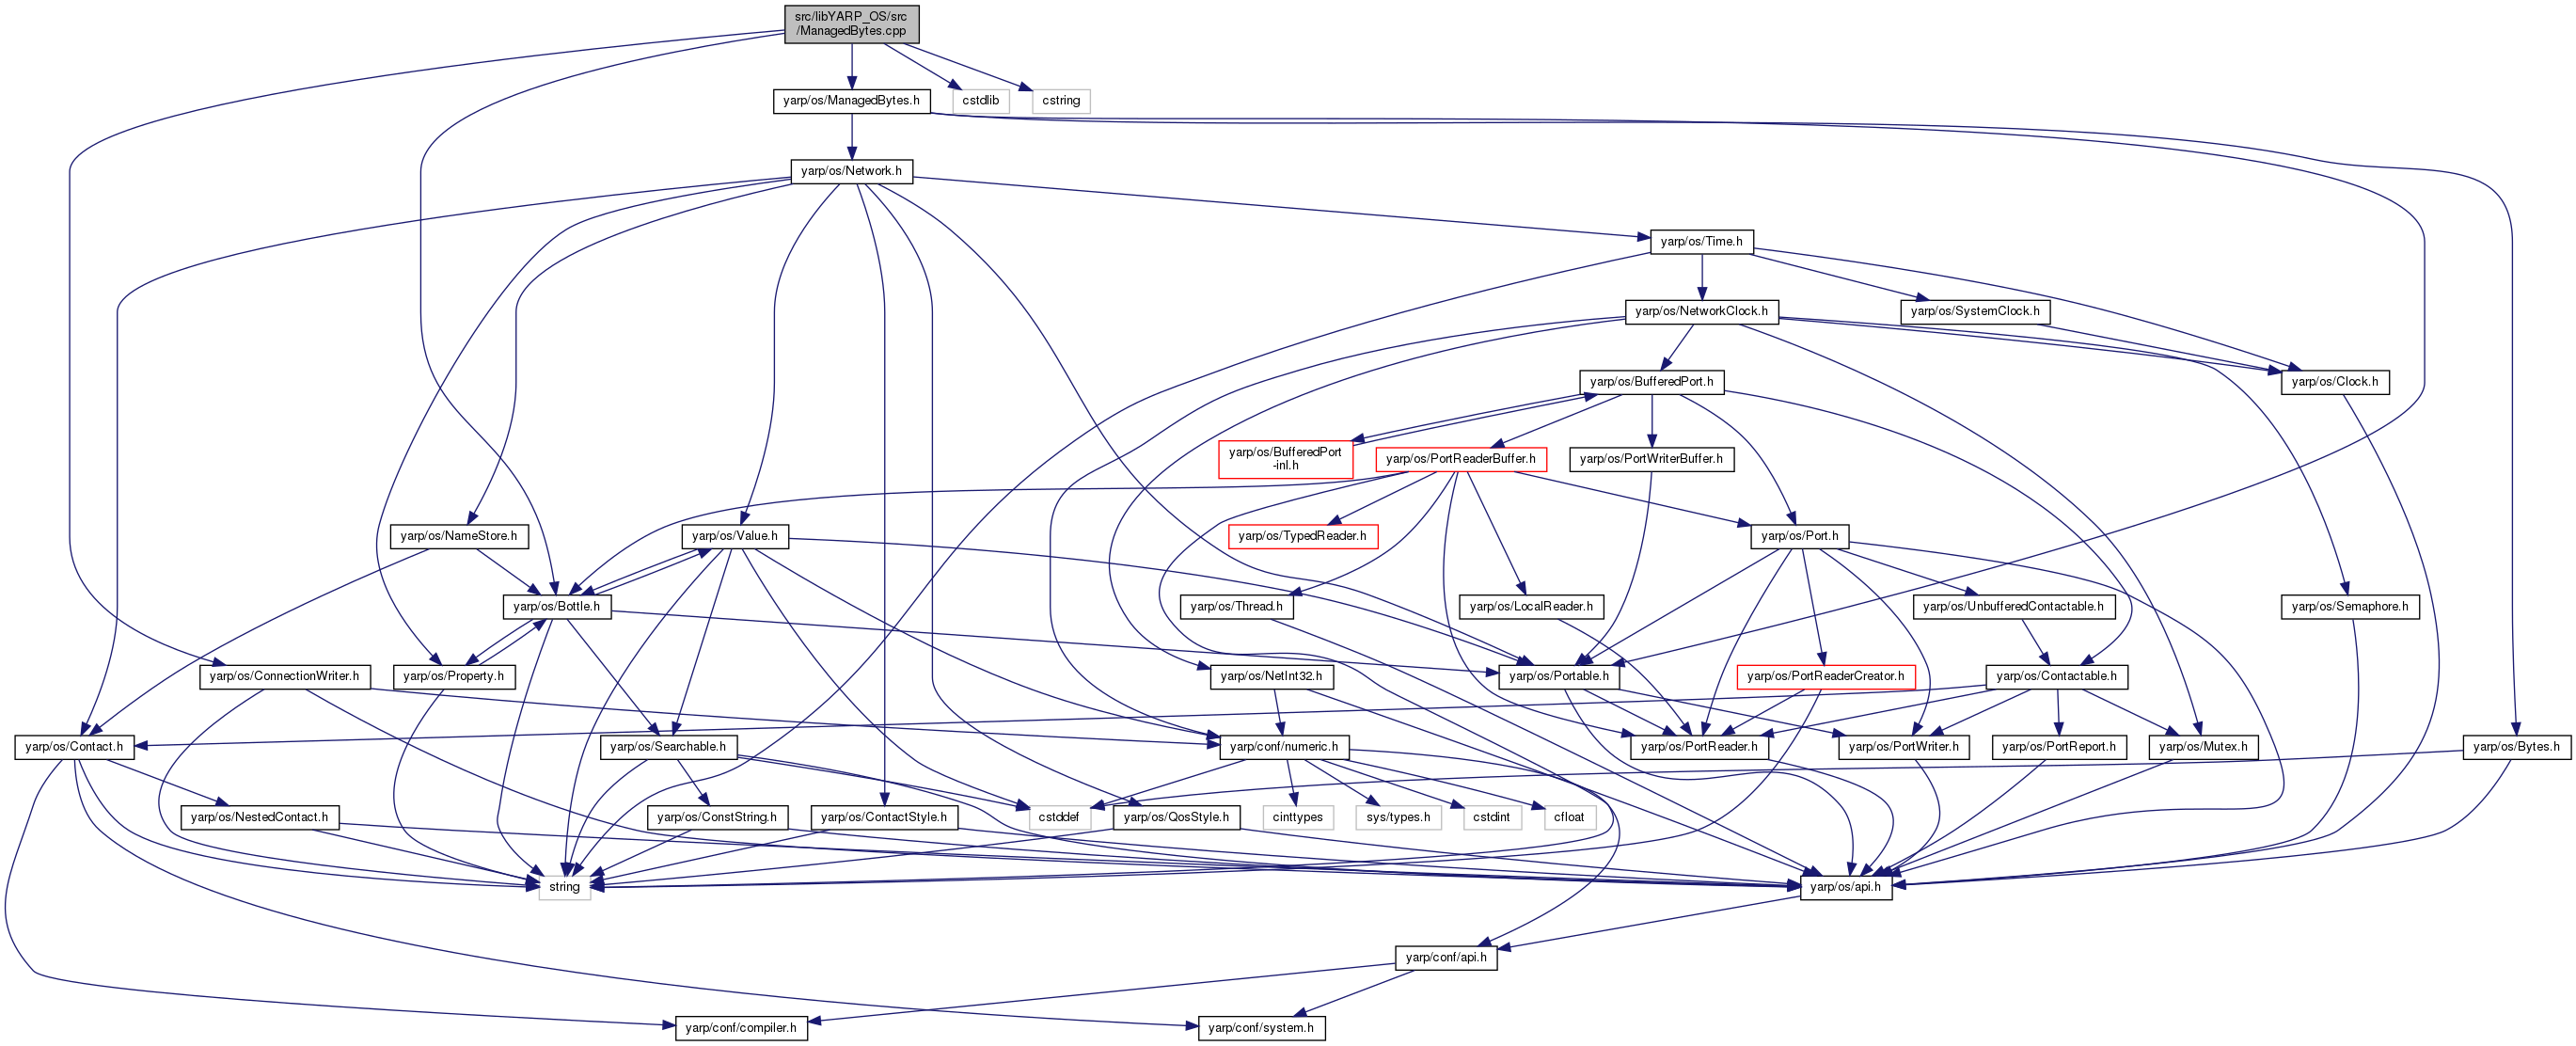 src/libYARP_OS/src
/ManagedBytes.cpp
yarp/os/ManagedBytes.h
cstdlib
cstring
yarp/os/Network.h
yarp/os/Time.h
yarp/os/NetworkClock.h
yarp/os/SystemClock.h
yarp/os/BufferedPort.h
yarp/os/Clock.h
yarp/os/BufferedPort
-inl.h
yarp/os/PortReaderBuffer.h
yarp/os/PortWriterBuffer.h
yarp/os/NameStore.h
yarp/os/Value.h
yarp/os/TypedReader.h
yarp/os/Port.h
yarp/os/Bottle.h
yarp/os/Thread.h
yarp/os/LocalReader.h
yarp/os/UnbufferedContactable.h
yarp/os/Semaphore.h
yarp/os/ConnectionWriter.h
yarp/os/Property.h
yarp/os/NetInt32.h
yarp/os/Portable.h
yarp/os/PortReaderCreator.h
yarp/os/Contactable.h
yarp/os/Contact.h
yarp/os/Searchable.h
yarp/conf/numeric.h
yarp/os/PortReader.h
yarp/os/PortWriter.h
yarp/os/PortReport.h
yarp/os/Mutex.h
yarp/os/Bytes.h
yarp/os/NestedContact.h
yarp/os/ConstString.h
yarp/os/ContactStyle.h
cstddef
yarp/os/QosStyle.h
cinttypes
sys/types.h
cstdint
cfloat
string
yarp/os/api.h
yarp/conf/api.h
yarp/conf/compiler.h
yarp/conf/system.h